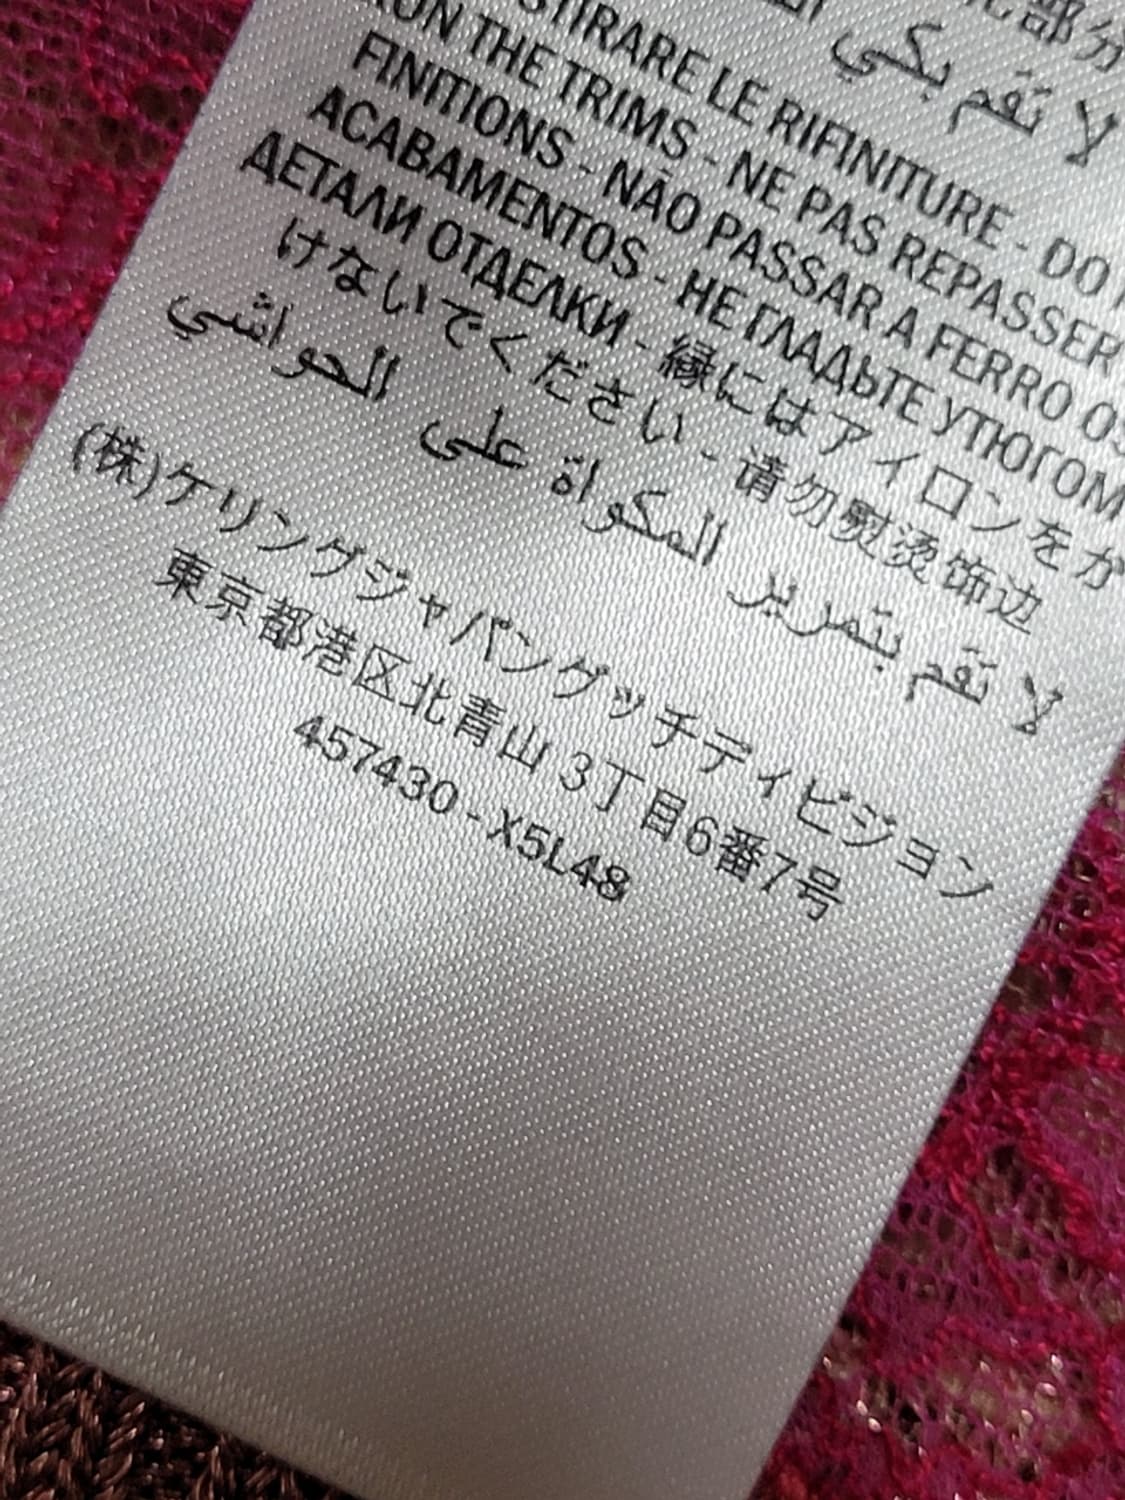 部分
لا تقم بكي
STIRARE LE RIFINITURE - DO
THE TRIMS - NE PAS REPASSER
FINITIONS - NÃO PASSAR A FERRO OS
ACABAMENTOS - НЕ ГЛАДЬТЕ УТЮГОМ
ДЕТАЛИ ОТДЕЛКИ - 縁にはアイロンをか
けないでください - 请勿熨烫饰边
لا تقم بتمرير المكواة على الحواشي
(株)ケリングジャパングッチディビジョン
東京都港区北青山 3丁目6番7号
457430 - X5L48